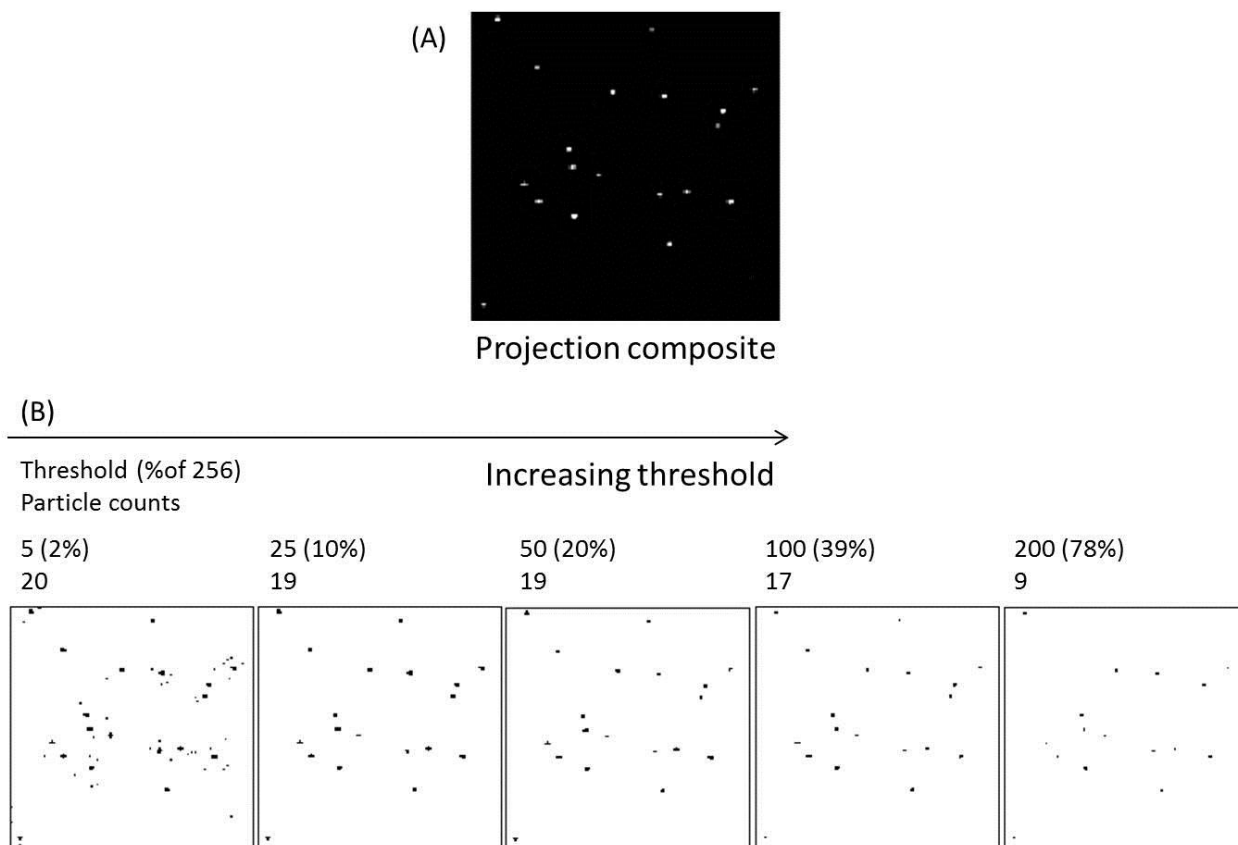 (A)
Projection composite
(B)
Threshold (%of 256)
Increasing threshold
Particle counts
5 (2%)
25 (10%)
50 (20%)
100 (39%)
200 (78%)
20
19
19
17
9